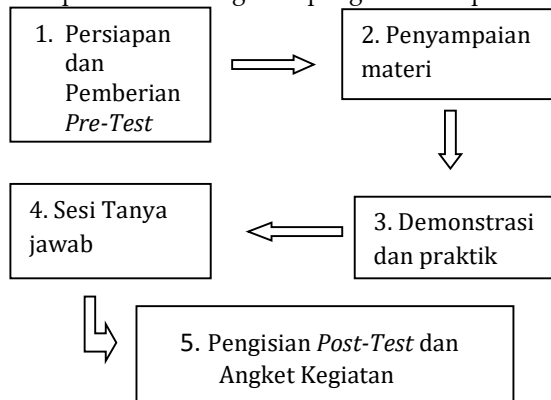 1. Persiapan
dan
Pemberian
Pre-Test
2. Penyampaian
materi
3. Demonstrasi
dan praktik
4. Sesi Tanya
jawab
5. Pengisian Post-Test dan
Angket Kegiatan